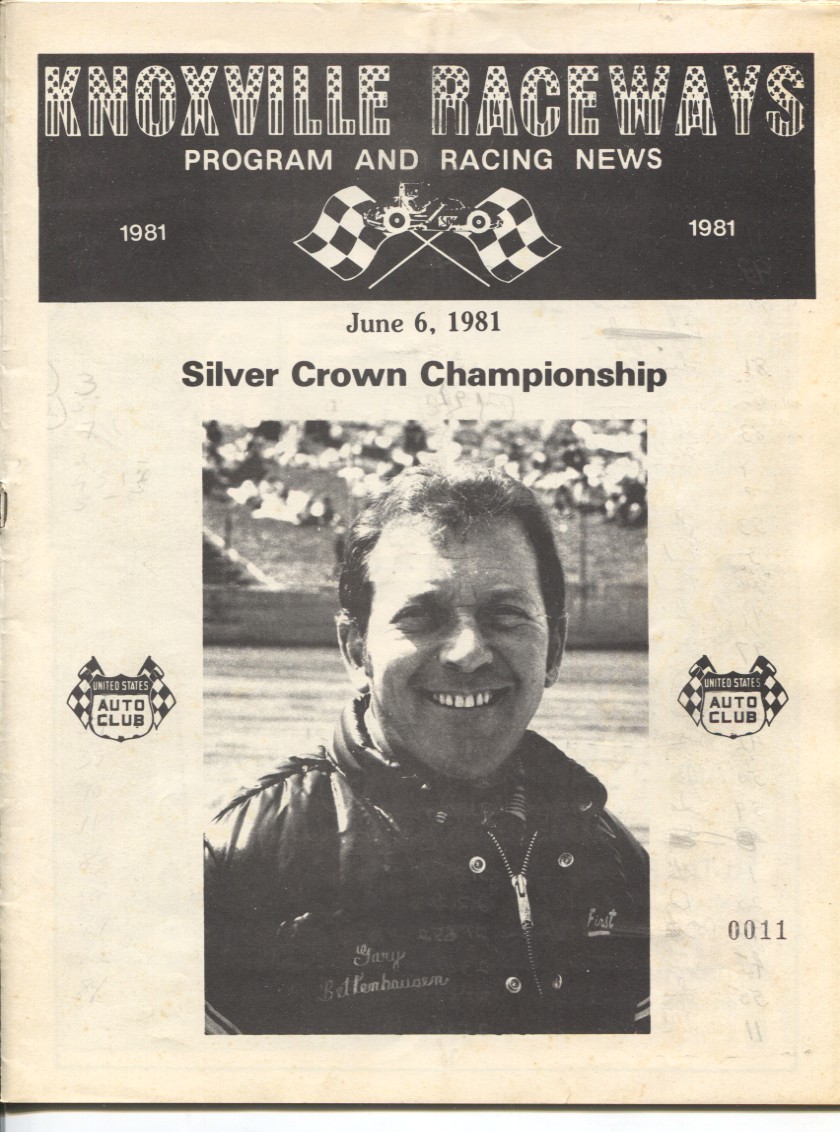 KNOXVILLE RACEWAYS
PROGRAM AND RACING NEWS
1981
1981
June 6, 1981
Silver Crown Championship
UNITED STATES
AUTO
CLUB
UNITED STATES
AUTO
CLUB
First
0011
Gary
Bettenhausen